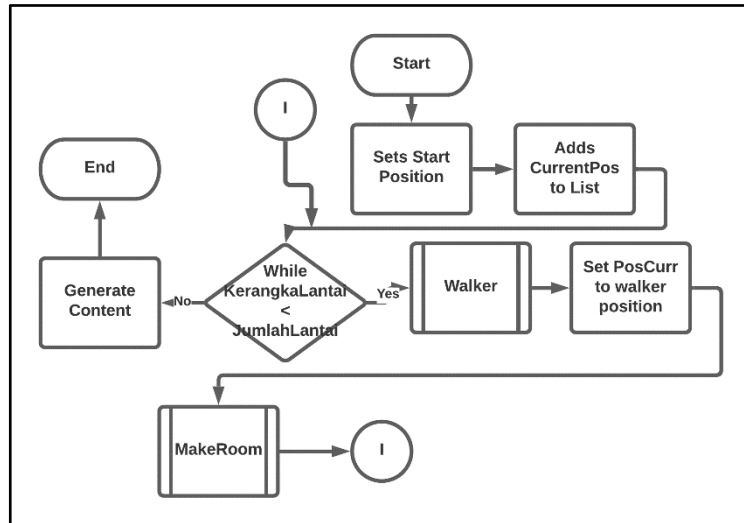 Start
I
Sets Start
Position
Adds
CurrentPos
to List
End
While
KerangkaLantai
<
JumlahLantai
No
Yes
Generate
Content
Walker
Set PosCurr
to walker
position
MakeRoom
I